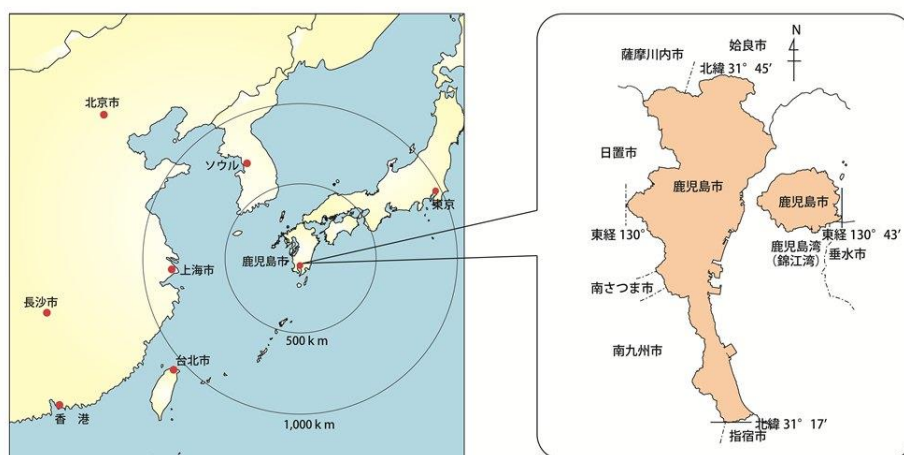 北京市
ソウル
東京
鹿児島市
上海市
長沙市
500ｋｍ
台北市
香　港
1,000ｋｍ
姶良市
薩摩川内市
北緯 31° 45′
N
日置市
鹿児島市
鹿児島市
東経 130°
東経 130° 43′
鹿児島湾
（錦江湾）
垂水市
南さつま市
南九州市
北緯 31° 17′
指宿市